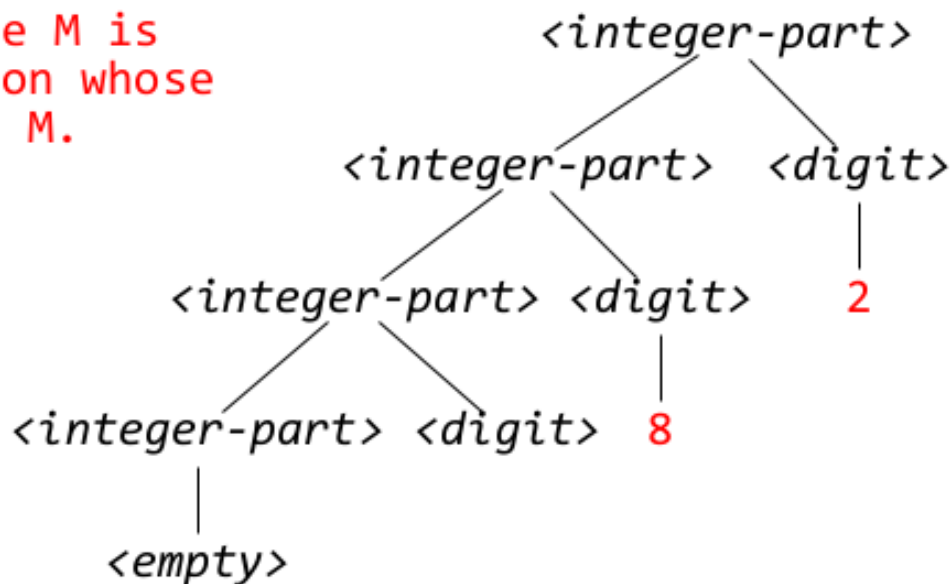 e M is
on whose
M.
<integer-part>
<integer-part> <digit>
<integer-part> <digit> 2
<integer-part> <digit> 8
<empty>